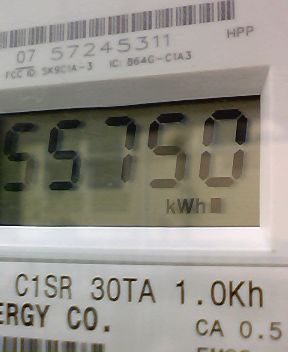 07 57245311
HPP
FCC ID: SK9C1A-3 IC: 864G-C1A3
55750
kWh
C1SR 30TA 1.0Kh
ERGY CO.
CA 0.5